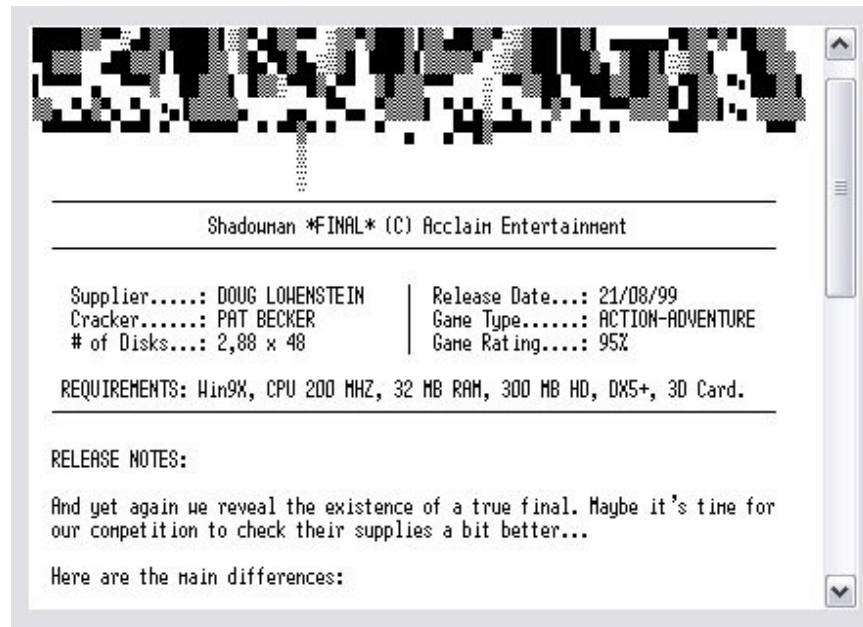 Shadowman *FINAL* (C) Acclaim Entertainment
Supplier.....: DOUG LOWENSTEIN | Release Date...: 21/08/99
Cracker......: PAT BECKER | Game Type......: ACTION-ADVENTURE
# of Disks...: 2,88 x 48 | Game Rating....: 95%
REQUIREMENTS: Win9X, CPU 200 MHZ, 32 MB RAM, 300 MB HD, DX5+, 3D Card.
RELEASE NOTES:
And yet again we reveal the existence of a true final. Maybe it's time for
our competition to check their supplies a bit better...
Here are the main differences: